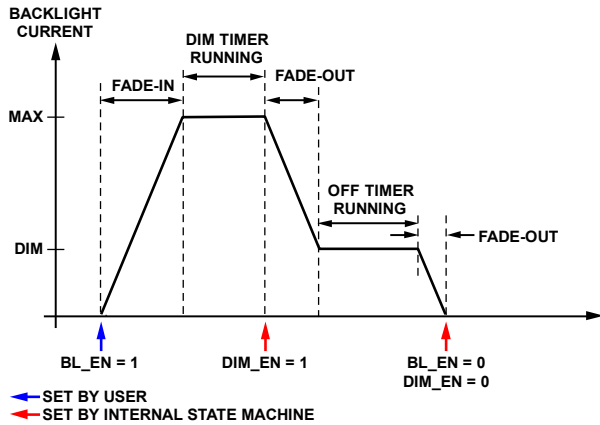 BACKLIGHT
CURRENT
DIM TIMER
RUNNING
FADE-IN
FADE-OUT
MAX
OFF TIMER
RUNNING
FADE-OUT
DIM
BL_EN = 1
DIM_EN = 1
BL_EN = 0
DIM_EN = 0
SET BY USER
SET BY INTERNAL STATE MACHINE